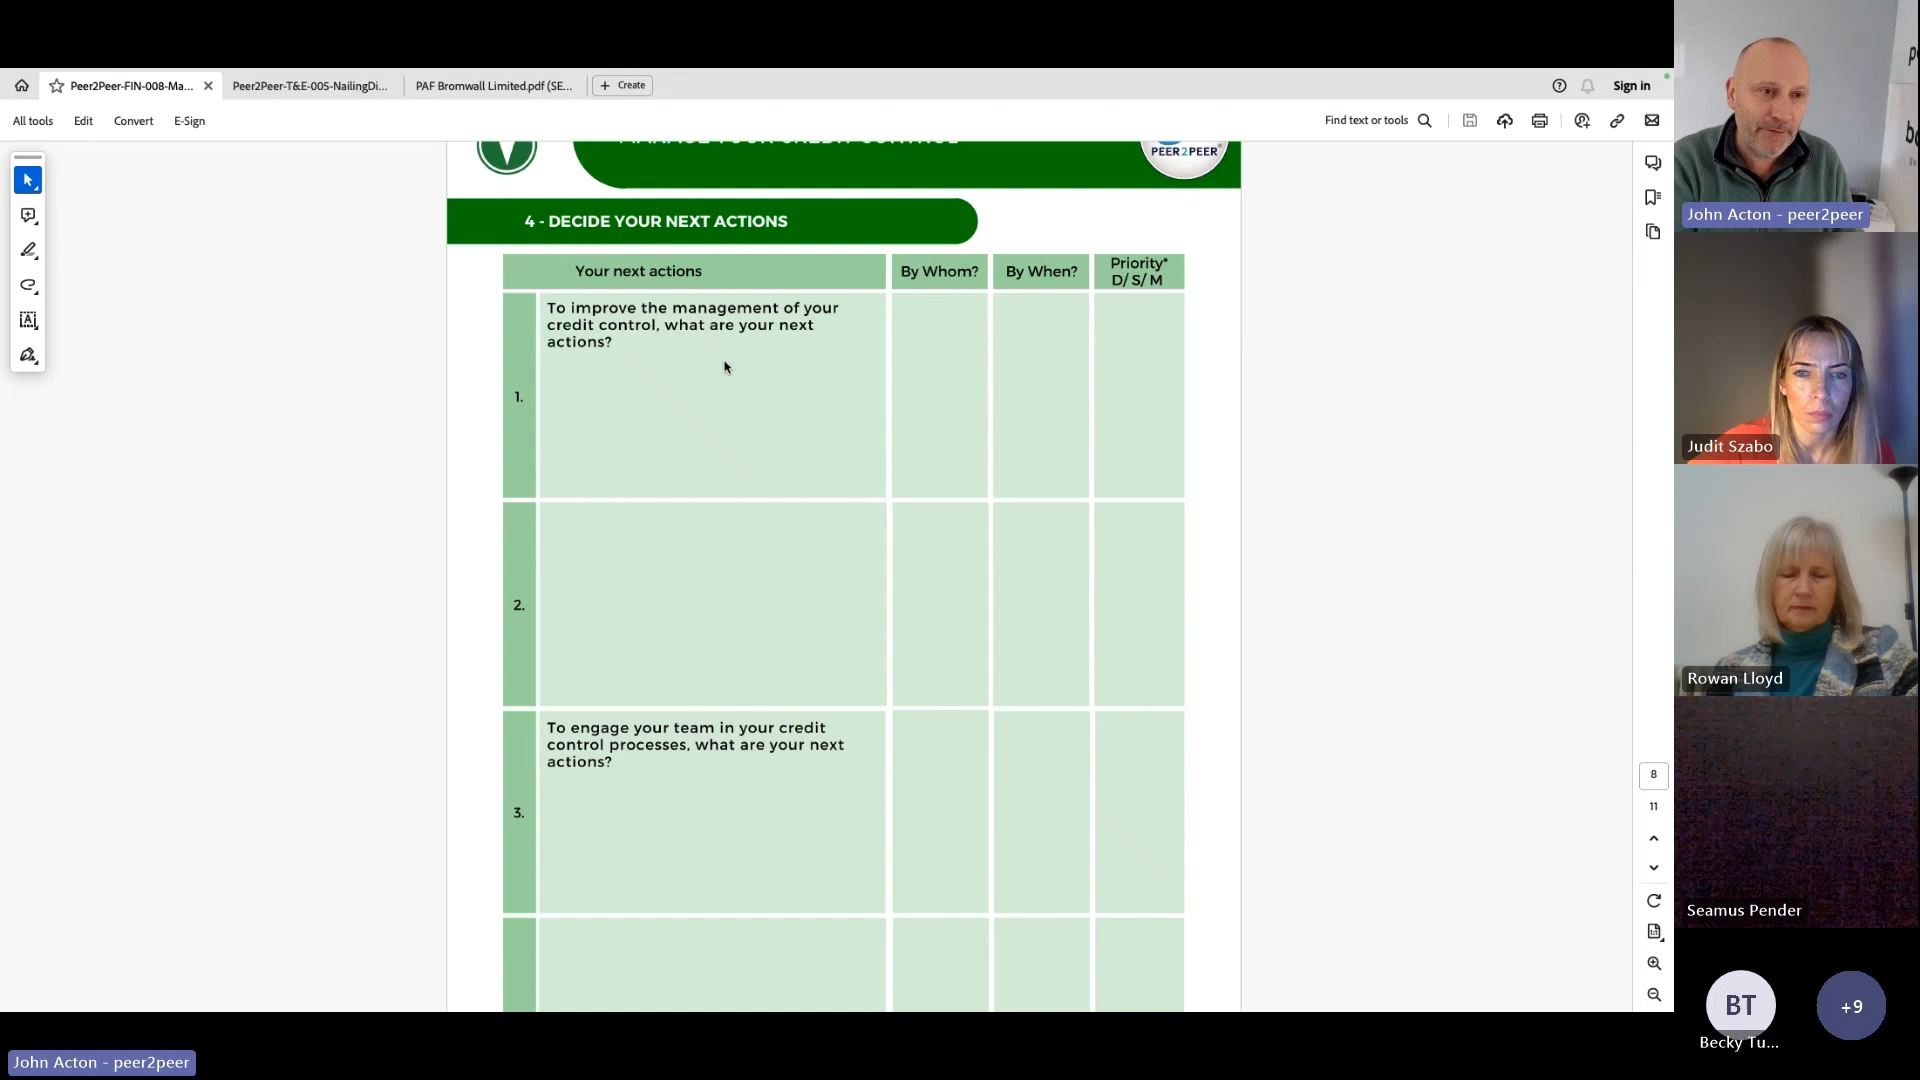 Peer2Peer-FIN-008-Ma...
Peer2Peer-T&E-005-NailingDi...
PAF Bromwall Limited.pdf (SE...
+ Create
Sign in
All tools
Edit
Convert
E-Sign
Find text or tools
MANAGE YOUR CREDIT CONTROL
PEER2PEER
4 - DECIDE YOUR NEXT ACTIONS
Your next actions
By Whom?
By When?
Priority*
D/ S/ M
1.
To improve the management of your
credit control, what are your next
actions?
2.
3.
To engage your team in your credit
control processes, what are your next
actions?
8
11
John Acton - peer2peer
Judit Szabo
Rowan Lloyd
Seamus Pender
BT
Becky Tu...
+9
John Acton - peer2peer